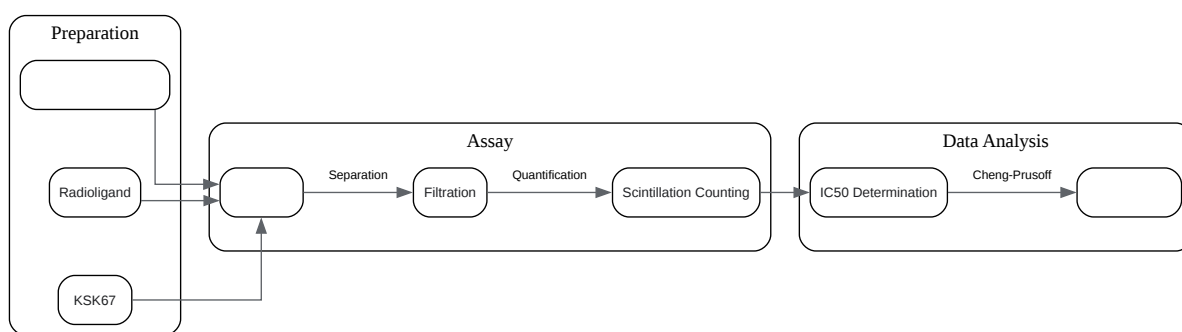 Preparation
Radioligand
KSK67
Assay
Separation
Filtration
Quantification
Scintillation Counting
Data Analysis
IC50 Determination
Cheng-Prusoff